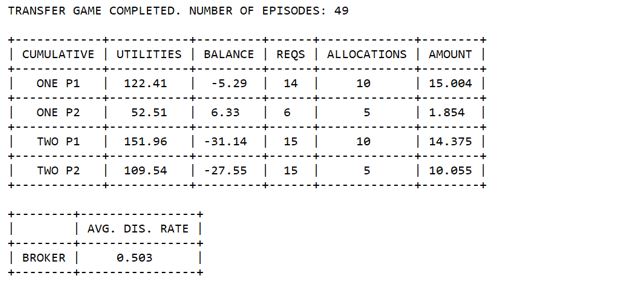 TRANSFER GAME COMPLETED. NUMBER OF EPISODES: 49
CUMULATIVE | UTILITIES | BALANCE | REQS | ALLOCATIONS | AMOUNT
ONE P1 | 122.41 | -5.29 | 14 | 10 | 15.004
ONE P2 | 52.51 | 6.33 | 6 | 5 | 1.854
TWO P1 | 151.96 | -31.14 | 15 | 10 | 14.375
TWO P2 | 109.54 | -27.55 | 15 | 5 | 10.055
AVG. DIS. RATE
BROKER | 0.503